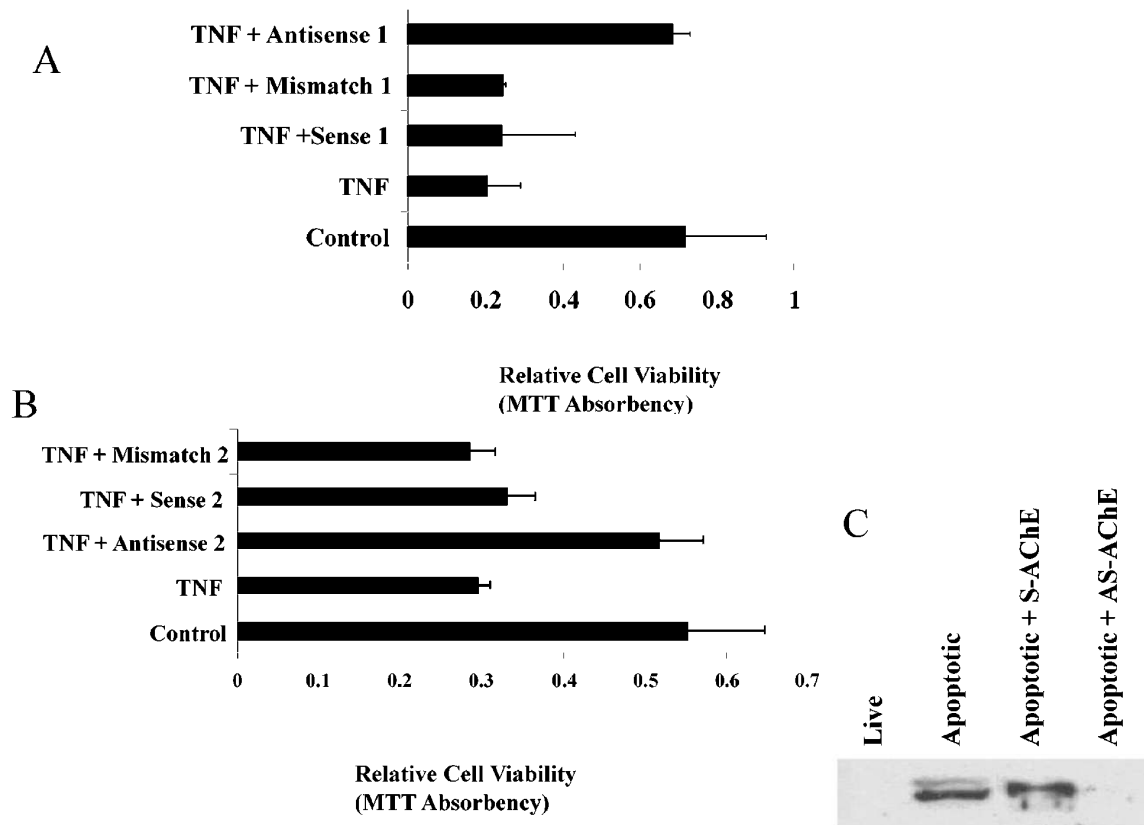 A
TNF + Antisense 1
TNF + Mismatch 1
TNF +Sense 1
TNF
Control
0 0.2 0.4 0.6 0.8 1
Relative Cell Viability
(MTT Absorbency)
B
TNF + Mismatch 2
TNF + Sense 2
TNF + Antisense 2
TNF
Control
0 0.1 0.2 0.3 0.4 0.5 0.6 0.7
Relative Cell Viability
(MTT Absorbency)
C
Live
Apoptotic
Apoptotic + S-AChE
Apoptotic + AS-AChE